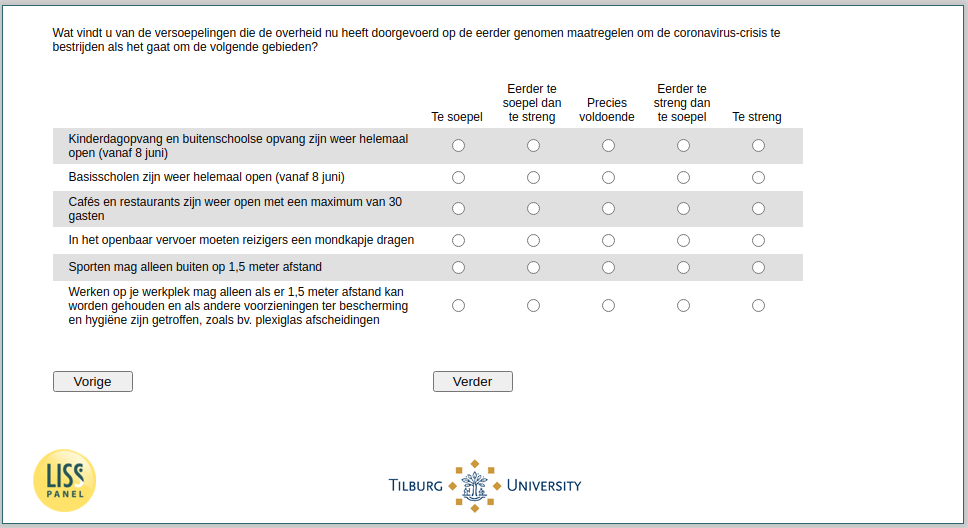 Wat vindt u van de versoepelingen die de overheid nu heeft doorgevoerd op de eerder genomen maatregelen om de coronavirus-crisis te
bestrijden als het gaat om de volgende gebieden?
Te soepel
Eerder te
soepel dan
te streng
Precies
voldoende
Eerder te
streng dan
te soepel
Te streng
Kinderdagopvang en buitenschoolse opvang zijn weer helemaal
open (vanaf 8 juni)
Basisscholen zijn weer helemaal open (vanaf 8 juni)
Cafés en restaurants zijn weer open met een maximum van 30
gasten
In het openbaar vervoer moeten reizigers een mondkapje dragen
Sporten mag alleen buiten op 1,5 meter afstand
Werken op je werkplek mag alleen als er 1,5 meter afstand kan
worden gehouden en als andere voorzieningen ter bescherming
en hygiëne zijn getroffen, zoals bv. plexiglas afscheidingen
Vorige
Verder
LISS
PANEL
TILBURG UNIVERSITY